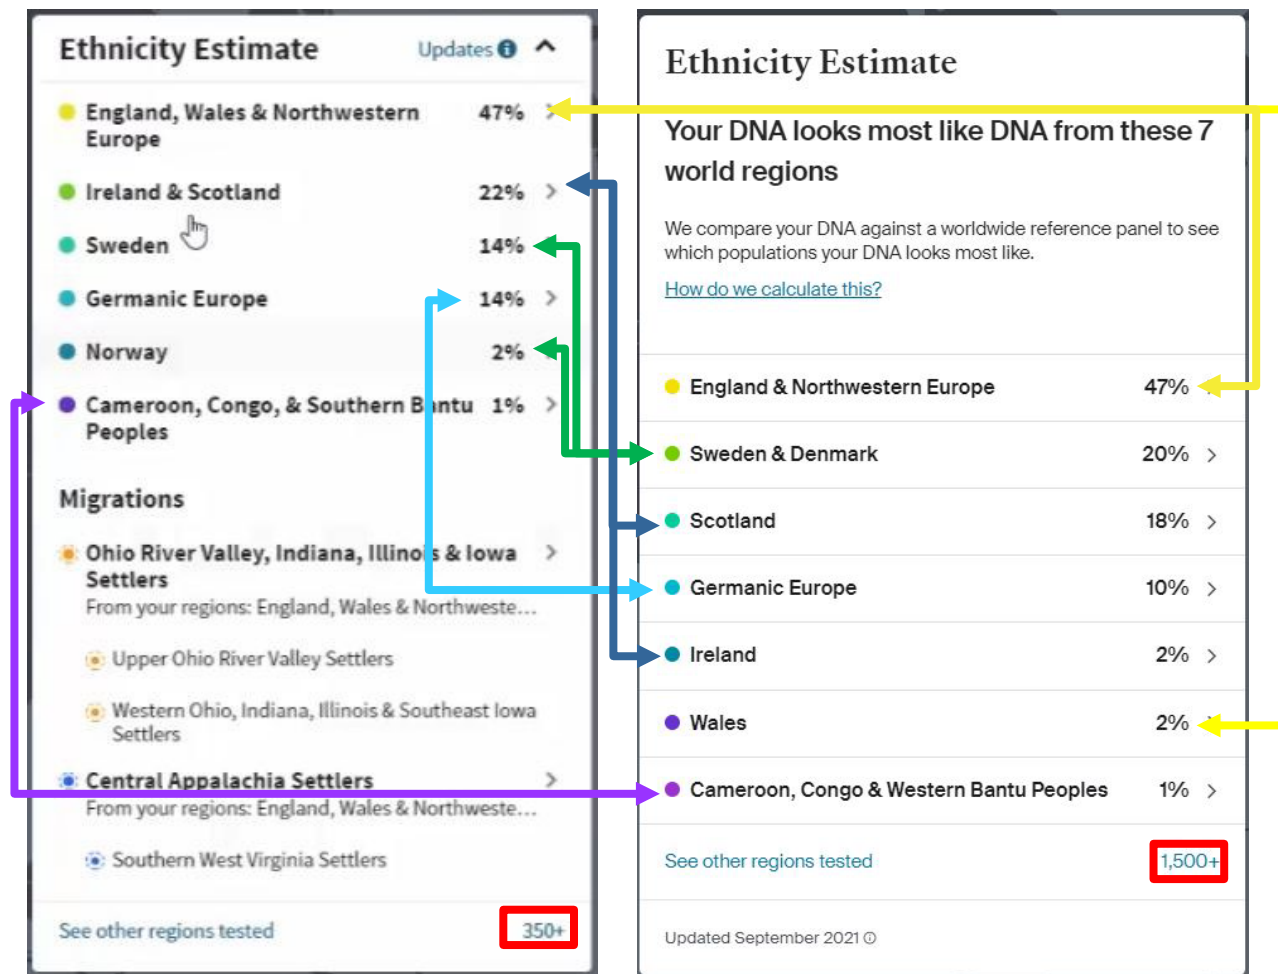 Ethnicity Estimate
Updates
England, Wales & Northwestern 47%
Europe
Ireland & Scotland 22%
Sweden 14%
Germanic Europe 14%
Norway 2%
Cameroon, Congo, & Southern Bantu 1%
Peoples
Migrations
Ohio River Valley, Indiana, Illinois & Iowa
Settlers
From your regions: England, Wales & Northweste...
Upper Ohio River Valley Settlers
Western Ohio, Indiana, Illinois & Southeast Iowa
Settlers
Central Appalachia Settlers
From your regions: England, Wales & Northweste...
Southern West Virginia Settlers
See other regions tested 350+
Ethnicity Estimate
Your DNA looks most like DNA from these 7
world regions
We compare your DNA against a worldwide reference panel to see
which populations your DNA looks most like.
How do we calculate this?
England & Northwestern Europe 47%
Sweden & Denmark 20%
Scotland 18%
Germanic Europe 10%
Ireland 2%
Wales 2%
Cameroon, Congo & Western Bantu Peoples 1%
See other regions tested 1,500+
Updated September 2021